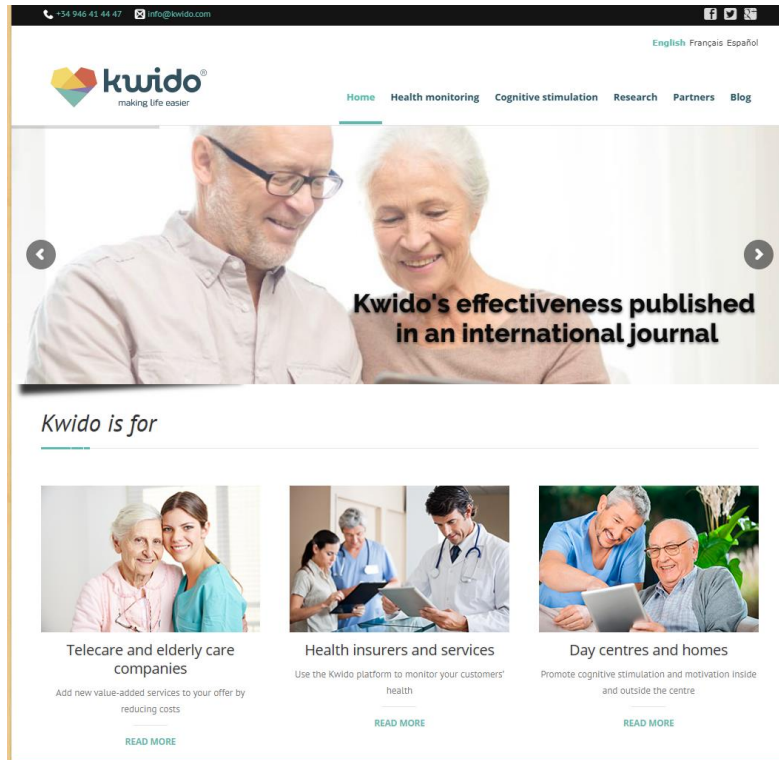 +34 946 41 44 47 info@kwido.com
English Français Español
kwido®
making life easier
Home Health monitoring Cognitive stimulation Research Partners Blog
Kwido's effectiveness published
in an international journal
Kwido is for
Telecare and elderly care
companies
Add new value-added services to your offer by
reducing costs
READ MORE
Health insurers and services
Use the Kwido platform to monitor your customers'
health
READ MORE
Day centres and homes
Promote cognitive stimulation and motivation inside
and outside the centre
READ MORE